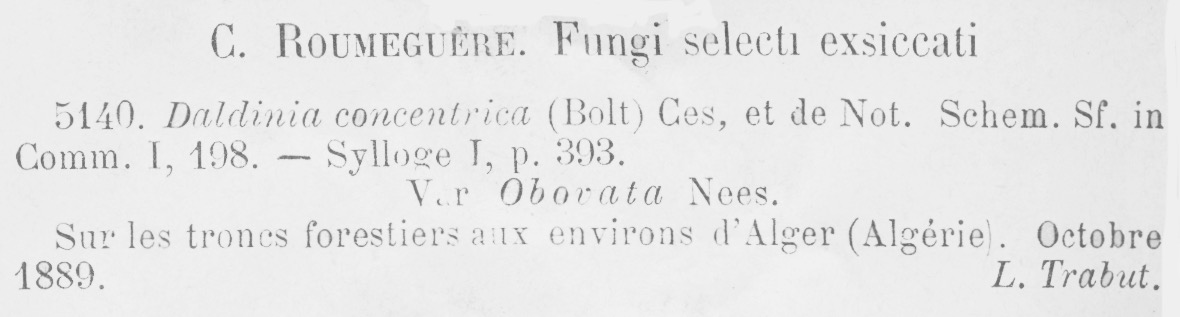 C. ROUMEGUÈRE. Fungi selecti exsiccati
5140. Daldinia concentrica (Bolt) Ces, et de Not. Schem. Sf. in
Comm. I, 198. — Sylloge I, p. 393.
Var Obovata Nees.
Sur les troncs forestiers aux environs d'Alger (Algérie). Octobre
1889. L. Trabut.